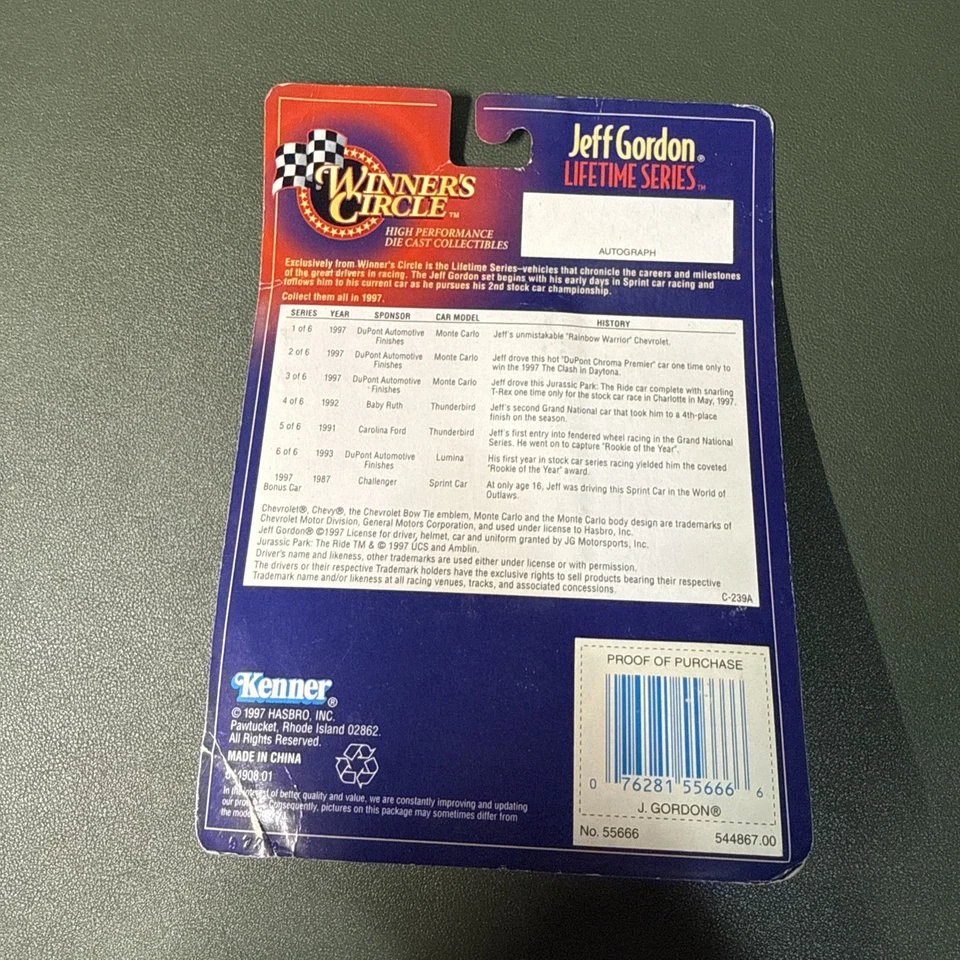 Jeff Gordon®
LIFETIME SERIES™
WINNER'S
CIRCLE™
HIGH PERFORMANCE
DIE CAST COLLECTIBLES
AUTOGRAPH
Exclusively from Winner's Circle is the Lifetime Series–vehicles that chronicle the careers and milestones
of the great drivers in racing. The Jeff Gordon set begins with his early days in Sprint car racing and
follows him to his current car as he pursues his 2nd stock car championship.
Collect them all in 1997.
SERIES YEAR SPONSOR CAR MODEL HISTORY
1 of 6 1997 DuPont Automotive Finishes Monte Carlo Jeff's unmistakable "Rainbow Warrior" Chevrolet.
2 of 6 1997 DuPont Automotive Finishes Monte Carlo Jeff drove this hot "DuPont Chroma Premier" car one time only to
win the 1997 The Clash in Daytona.
3 of 6 1997 DuPont Automotive Finishes Monte Carlo Jeff drove this Jurassic Park: The Ride car complete with snarling
T-Rex one time only for the stock car race in Charlotte in May, 1997.
4 of 6 1992 Baby Ruth Thunderbird Jeff's second Grand National car that took him to a 4th-place
finish on the season.
5 of 6 1991 Carolina Ford Thunderbird Jeff's first entry into fendered wheel racing in the Grand National
Series. He went on to capture "Rookie of the Year".
6 of 6 1993 DuPont Automotive Finishes Lumina His first year in stock car series racing yielded him the coveted
"Rookie of the Year" award.
1997 Bonus Car 1987 Challenger Sprint Car At only age 16, Jeff was driving this Sprint Car in the World of
Outlaws.
Chevrolet®, Chevy®, the Chevrolet Bow Tie emblem, Monte Carlo and the Monte Carlo body design are trademarks of
Chevrolet Motor Division, General Motors Corporation, and used under license to Hasbro, Inc.
Jeff Gordon® ©1997 License for driver, helmet, car and uniform granted by JG Motorsports, Inc.
Jurassic Park: The Ride TM & © 1997 UCS and Amblin.
Driver's name and likeness, other trademarks are used either under license or with permission.
The drivers or their respective Trademark holders have the exclusive rights to sell products bearing their respective
Trademark name and/or likeness at all racing venues, tracks, and associated concessions.
C-239A
Kenner®
© 1997 HASBRO, INC.
Pawtucket, Rhode Island 02862.
All Rights Reserved.
MADE IN CHINA
1908.01
In the interest of better quality and value, we are constantly improving and updating
our Consequently, pictures on this package may sometimes differ from
the
PROOF OF PURCHASE
0 76281 55666 6
J. GORDON®
No. 55666 544867.00